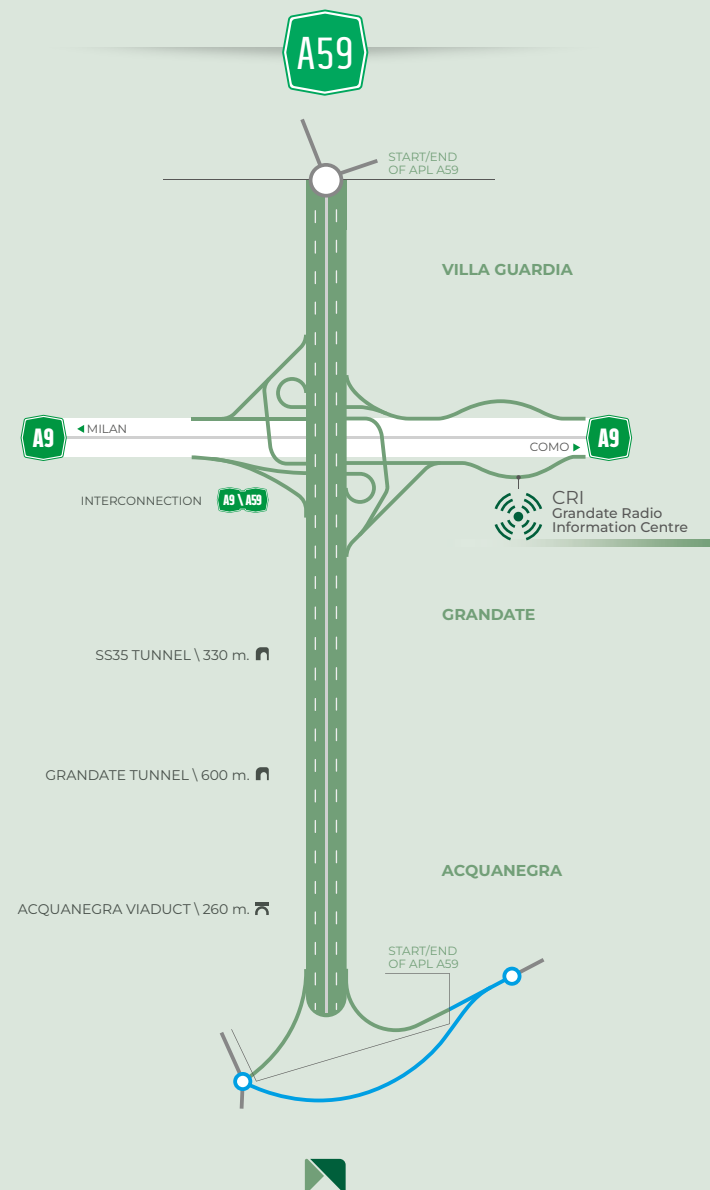 A59
START/END
OF APL A59
VILLA GUARDIA
A9
MILAN
COMO
A9
INTERCONNECTION A9 \ A59
CRI
Grandate Radio
Information Centre
GRANDATE
SS35 TUNNEL \ 330 m.
GRANDATE TUNNEL \ 600 m.
ACQUANEGRA
ACQUANEGRA VIADUCT \ 260 m.
START/END
OF APL A59